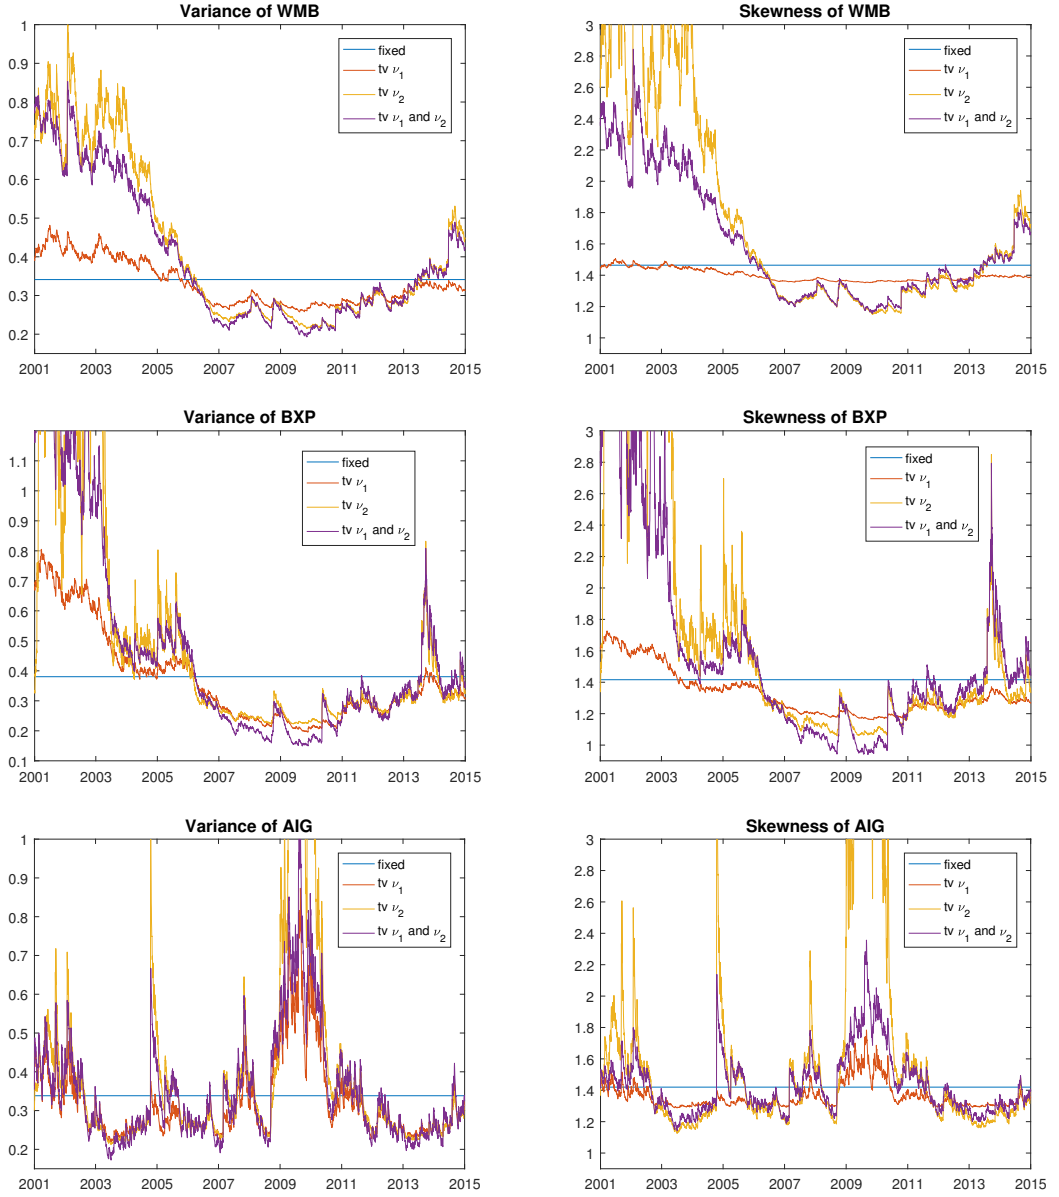 Variance of WMB
1
0.9
0.8
0.7
0.6
0.5
0.4
0.3
0.2
2001 2003 2005 2007 2009 2011 2013 2015
fixed
tv ν1
tv ν2
tv ν1 and ν2
Skewness of WMB
3
2.8
2.6
2.4
2.2
2
1.8
1.6
1.4
1.2
1
2001 2003 2005 2007 2009 2011 2013 2015
fixed
tv ν1
tv ν2
tv ν1 and ν2
Variance of BXP
1.1
1
0.9
0.8
0.7
0.6
0.5
0.4
0.3
0.2
0.1
2001 2003 2005 2007 2009 2011 2013 2015
fixed
tv ν1
tv ν2
tv ν1 and ν2
Skewness of BXP
3
2.8
2.6
2.4
2.2
2
1.8
1.6
1.4
1.2
1
2001 2003 2005 2007 2009 2011 2013 2015
fixed
tv ν1
tv ν2
tv ν1 and ν2
Variance of AIG
1
0.9
0.8
0.7
0.6
0.5
0.4
0.3
0.2
2001 2003 2005 2007 2009 2011 2013 2015
fixed
tv ν1
tv ν2
tv ν1 and ν2
Skewness of AIG
3
2.8
2.6
2.4
2.2
2
1.8
1.6
1.4
1.2
1
2001 2003 2005 2007 2009 2011 2013 2015
fixed
tv ν1
tv ν2
tv ν1 and ν2